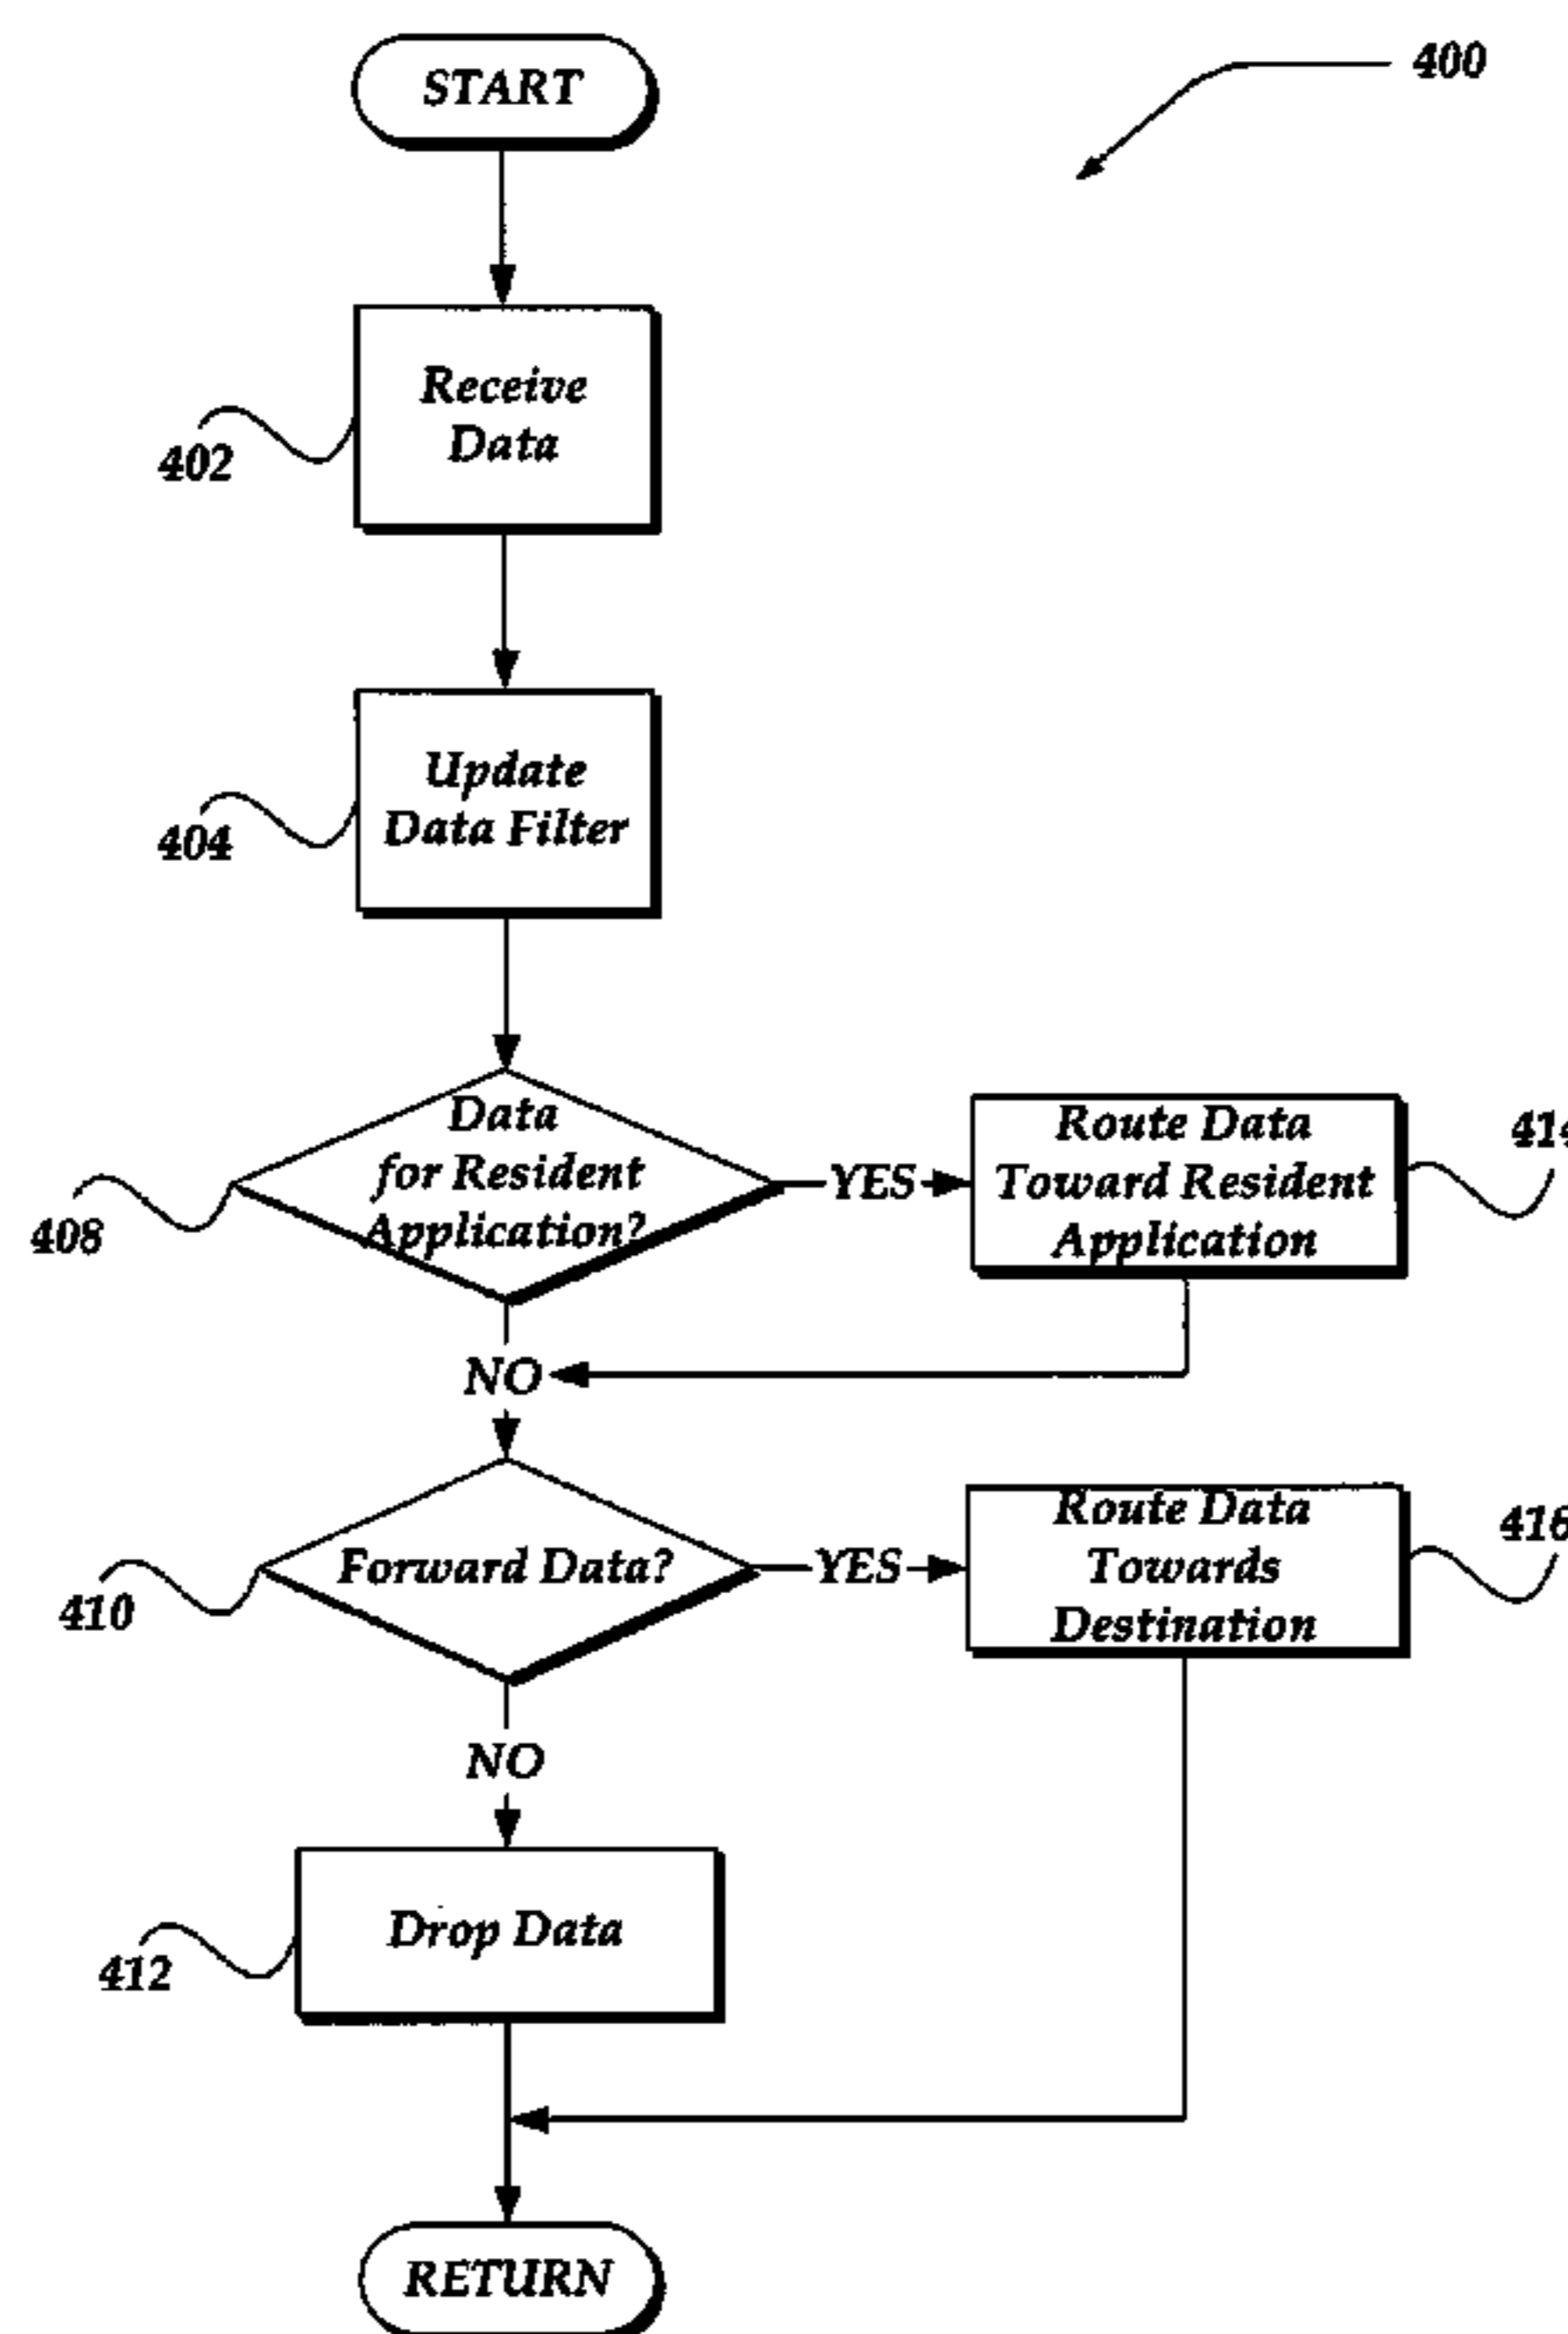 START
400
Receive
Data
402
Update
Data Filter
404
Data
for Resident
Application?
408
YES
Route Data
Toward Resident
Application
414
NO
Forward Data?
410
YES
Route Data
Towards
Destination
NO
Drop Data
412
RETURN